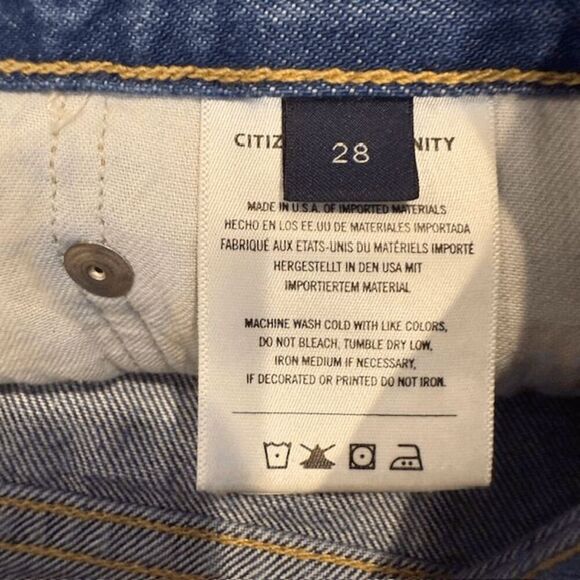 CITIZ NITY
28
MADE IN U.S.A. OF IMPORTED MATERIALS
HECHO EN LOS EE.UU DE MATERIALES IMPORTADA
FABRIQUÉ AUX ETATS-UNIS DU MATÉRIELS IMPORTÉ
HERGESTELLT IN DEN USA MIT
IMPORTIERTEM MATERIAL
MACHINE WASH COLD WITH LIKE COLORS,
DO NOT BLEACH, TUMBLE DRY LOW,
IRON MEDIUM IF NECESSARY,
IF DECORATED OR PRINTED DO NOT IRON.